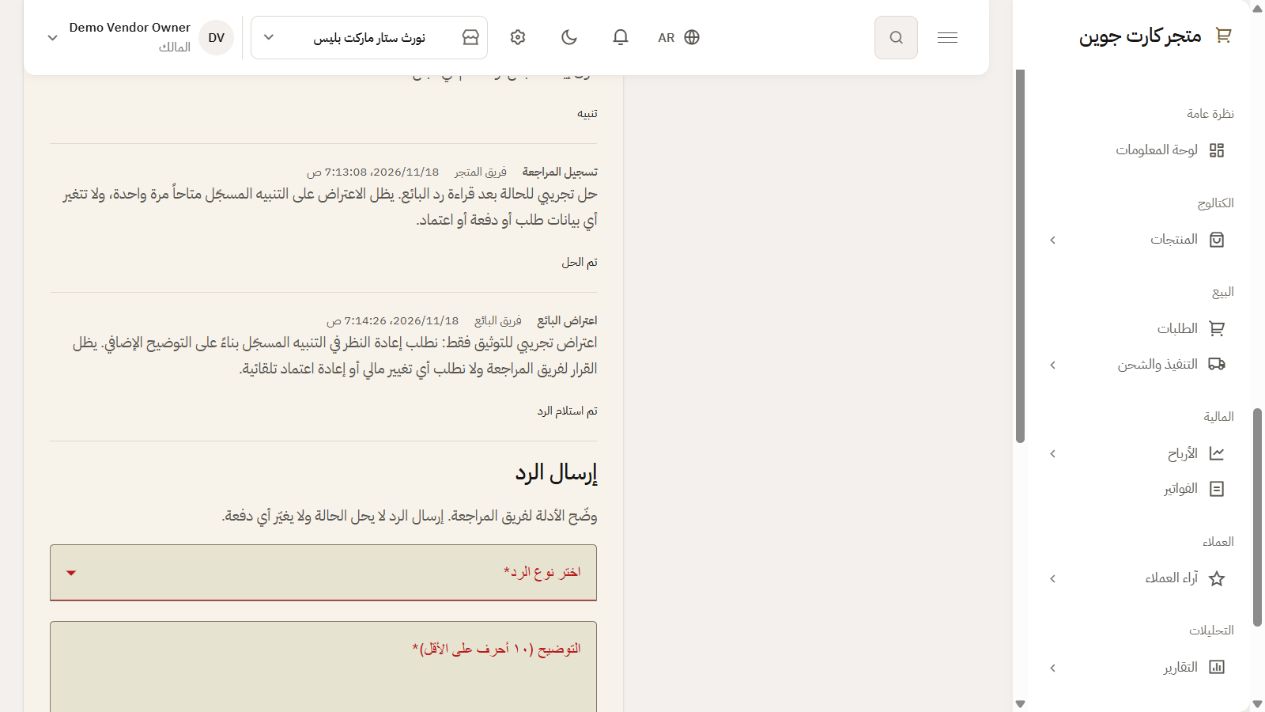 متجر كارت جوين
نظرة عامة
لوحة المعلومات
الكتالوج
المنتجات
البيع
الطلبات
التنفيذ والشحن
المالية
الأرباح
الفواتير
العملاء
آراء العملاء
التحليلات
التقارير
AR
نورث ستار ماركت بليس
DV
Demo Vendor Owner
المالك
تنبيه
تسجيل المراجعة فريق المتجر 2026/11/18، 7:13:08 ص
حل تجريبي للحالة بعد قراءة رد البائع. يظل الاعتراض على التنبيه المسجّل متاحاً مرة واحدة، ولا تتغير
أي بيانات طلب أو دفعة أو اعتماد.
تم الحل
اعتراض البائع فريق البائع 2026/11/18، 7:14:26 ص
اعتراض تجريبي للتوثيق فقط: نطلب إعادة النظر في التنبيه المسجّل بناءً على التوضيح الإضافي. يظل
القرار لفريق المراجعة ولا نطلب أي تغيير مالي أو إعادة اعتماد تلقائية.
تم استلام الرد
إرسال الرد
وضّح الأدلة لفريق المراجعة. إرسال الرد لا يحل الحالة ولا يغيّر أي دفعة.
اختر نوع الرد*
التوضيح (١٠ أحرف على الأقل)*